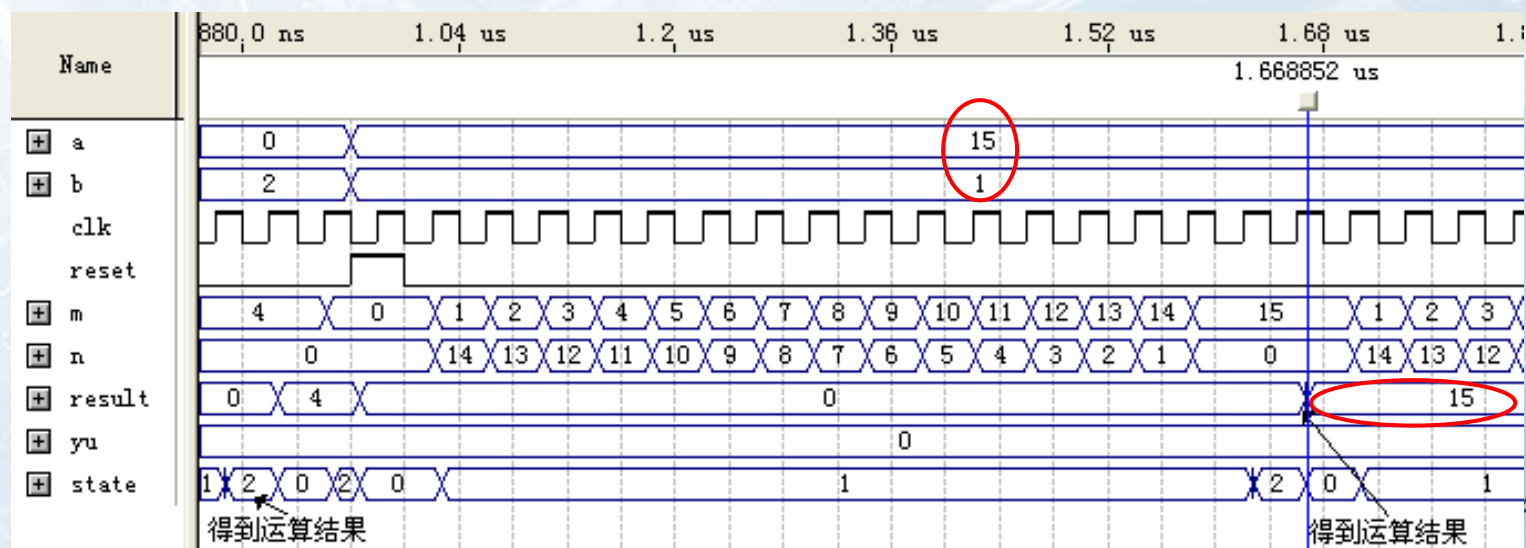 880.0 ns 1.04 us 1.2 us 1.36 us 1.52 us 1.68 us
Name
1.668852 us
a 0 15
b 2 1
clk
reset
m 4 0 1 2 3 4 5 6 7 8 9 10 11 12 13 14 15 1 2 3
n 0 14 13 12 11 10 9 8 7 6 5 4 3 2 1 0 14 13 12
result 0 4 0 15
yu 0
state 1 2 0 2 0 1 2 0 1
得到运算结果 得到运算结果